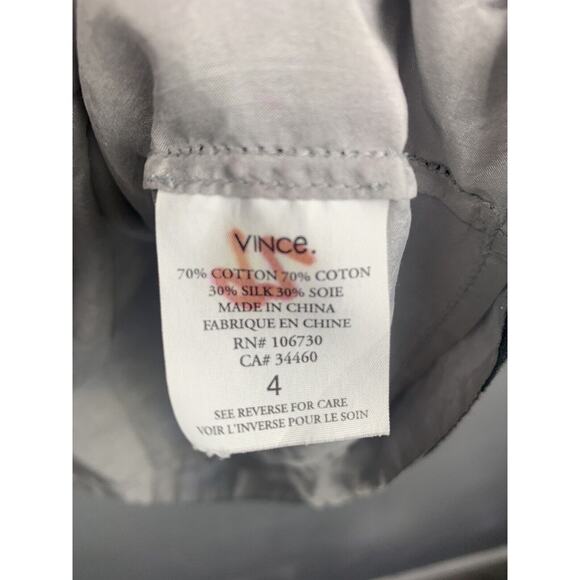 VINCe.
70% COTTON 70% COTON
30% SILK 30% SOIE
MADE IN CHINA
FABRIQUE EN CHINE
RN# 106730
CA# 34460
4
SEE REVERSE FOR CARE
VOIR L'INVERSE POUR LE SOIN